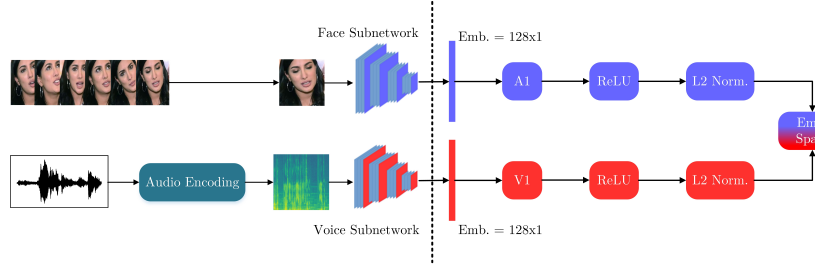 Face Subnetwork
Emb. = 128x1
A1
ReLU
L2 Norm.
Audio Encoding
V1
ReLU
L2 Norm.
Voice Subnetwork
Emb. = 128x1